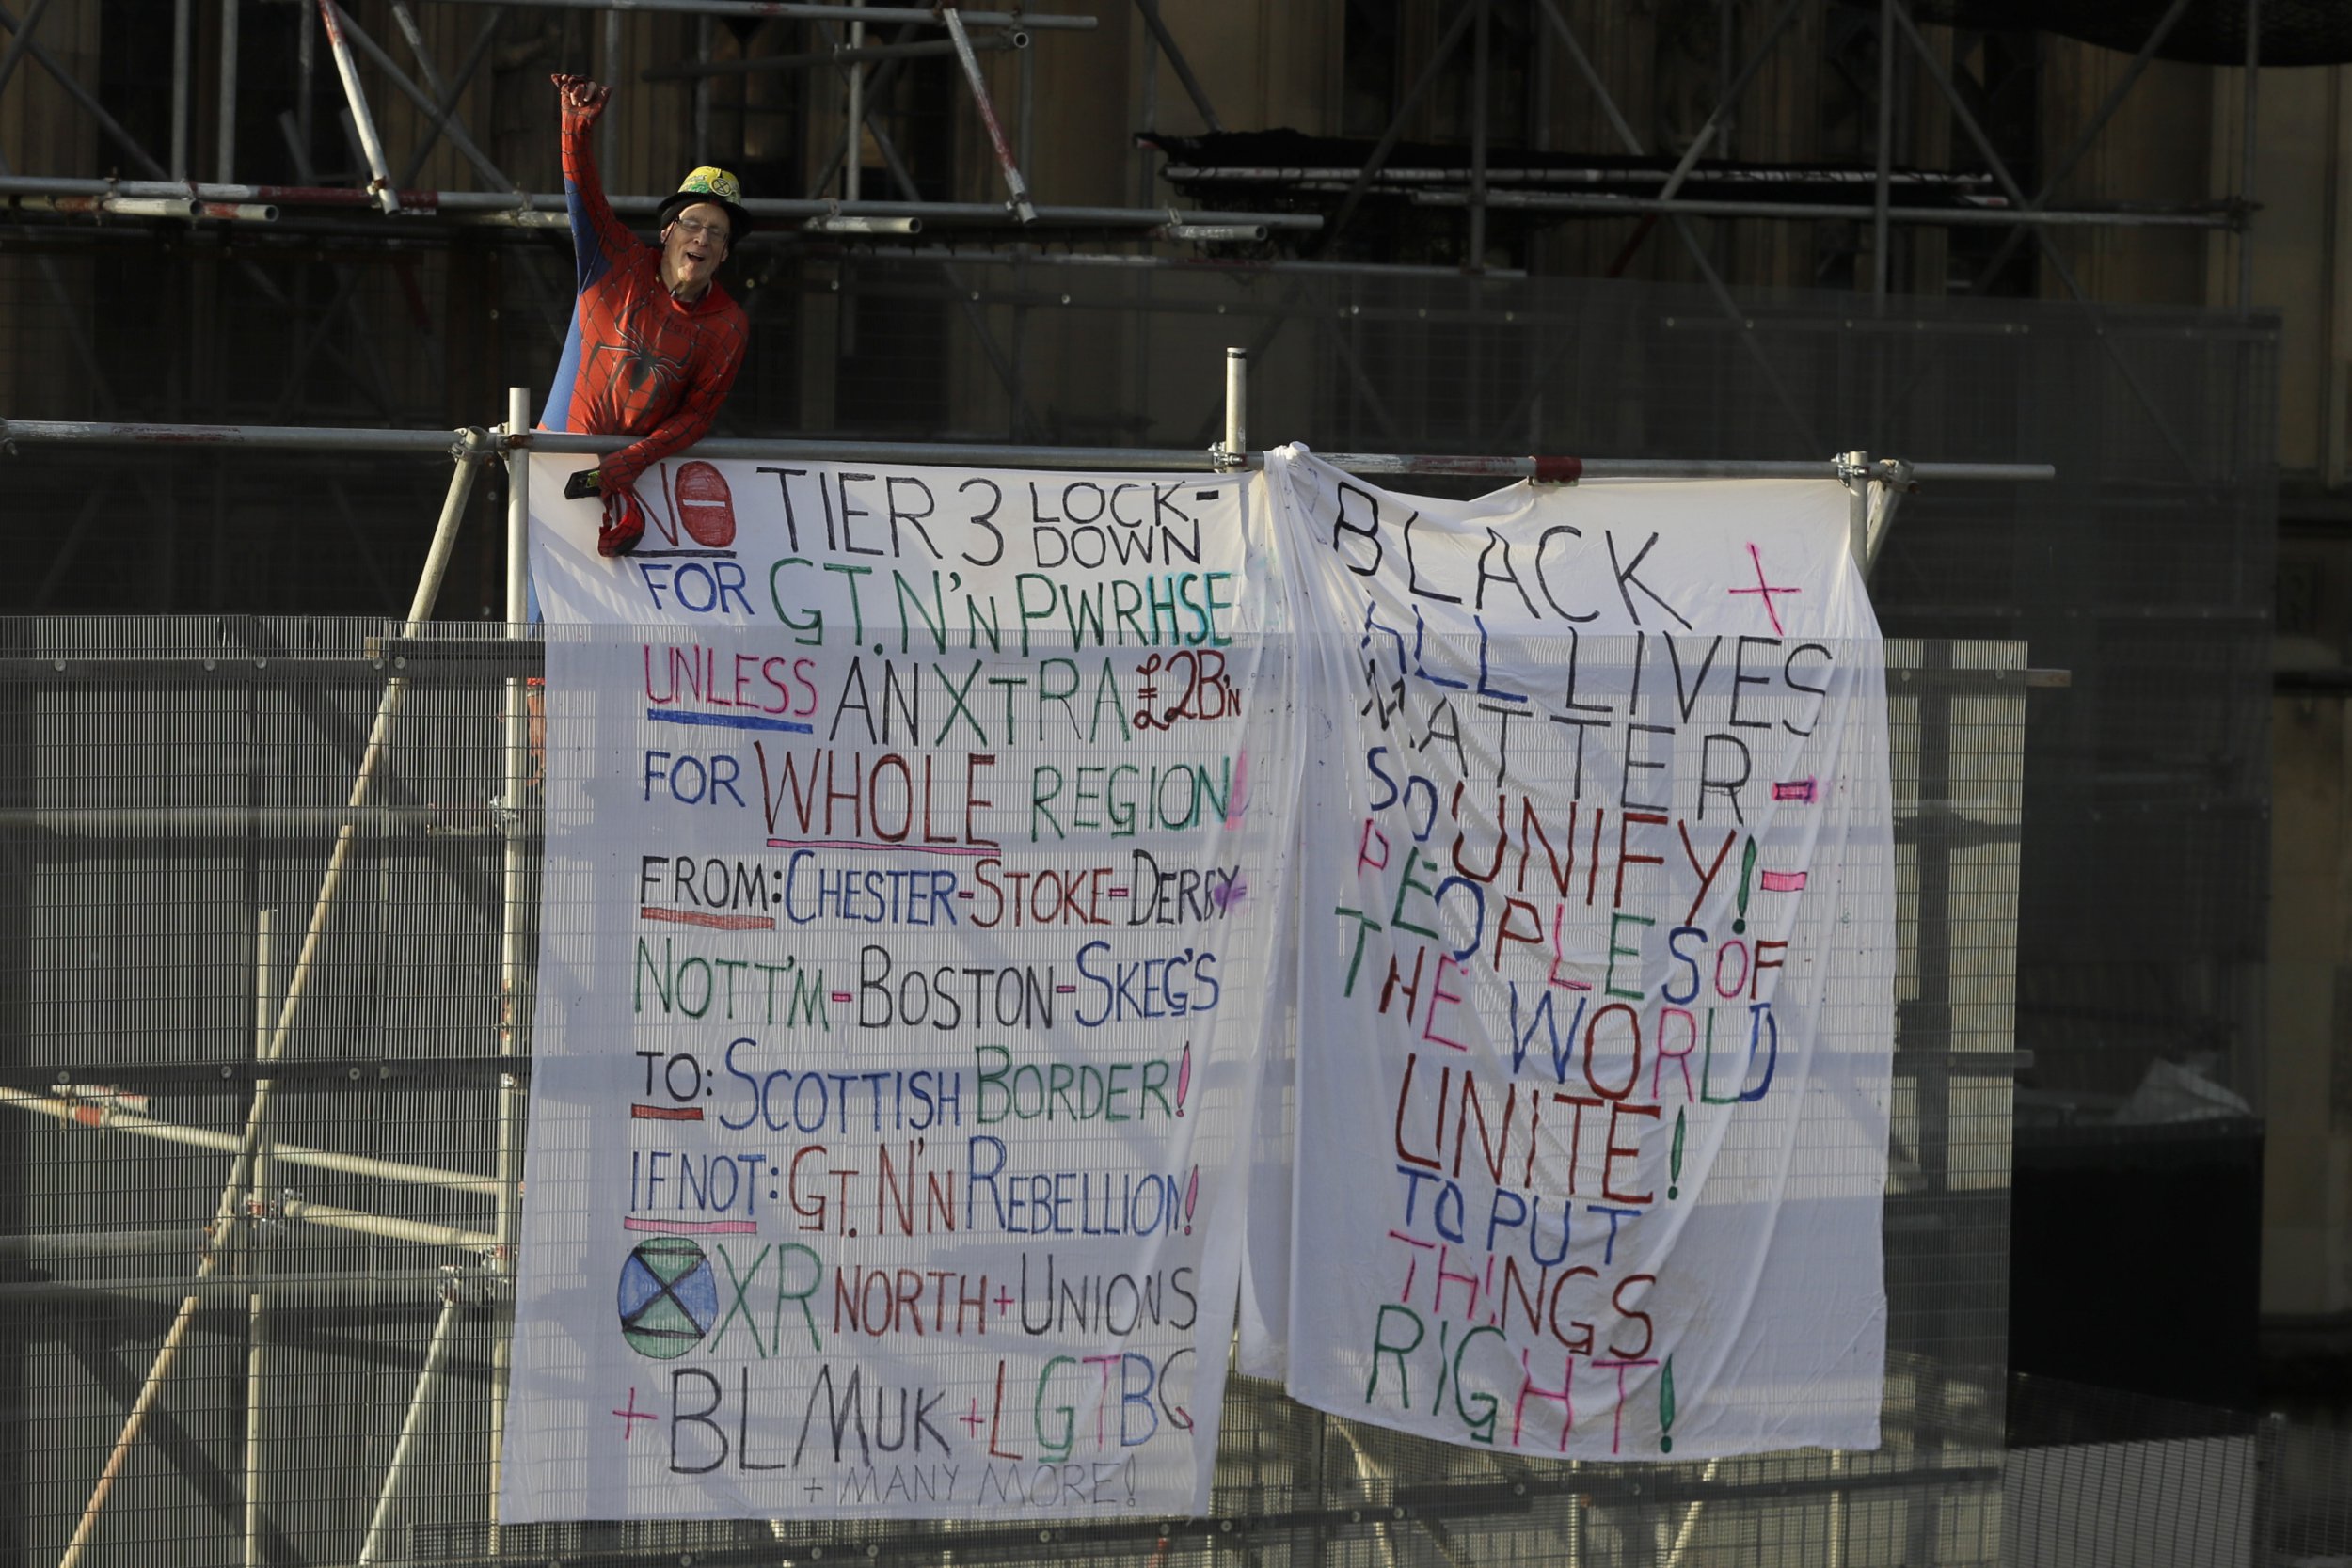 NO TIER 3 LOCK-
DOWN
FOR GT. N'N PWRHSE
UNLESS AN XTRA £2B'N
FOR WHOLE REGION
FROM: CHESTER-STOKE-DERBY-
NOTT'M-BOSTON-SKEG'S
TO: SCOTTISH BORDER!
IF NOT: GT. N'N REBELLION!
XR NORTH + UNIONS
+ BLMUK + LGTBQ
+ MANY MORE!
BLACK +
ALL LIVES
MATTER -
SO UNIFY! -
PEOPLES OF
THE WORLD
UNITE!
TO PUT
THINGS
RIGHT!